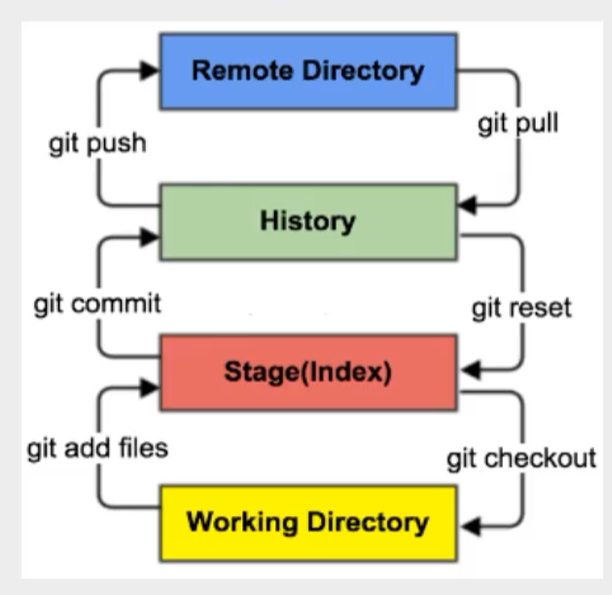 Remote Directory
git pull
git push
History
git commit
git reset
Stage(Index)
git add files
git checkout
Working Directory